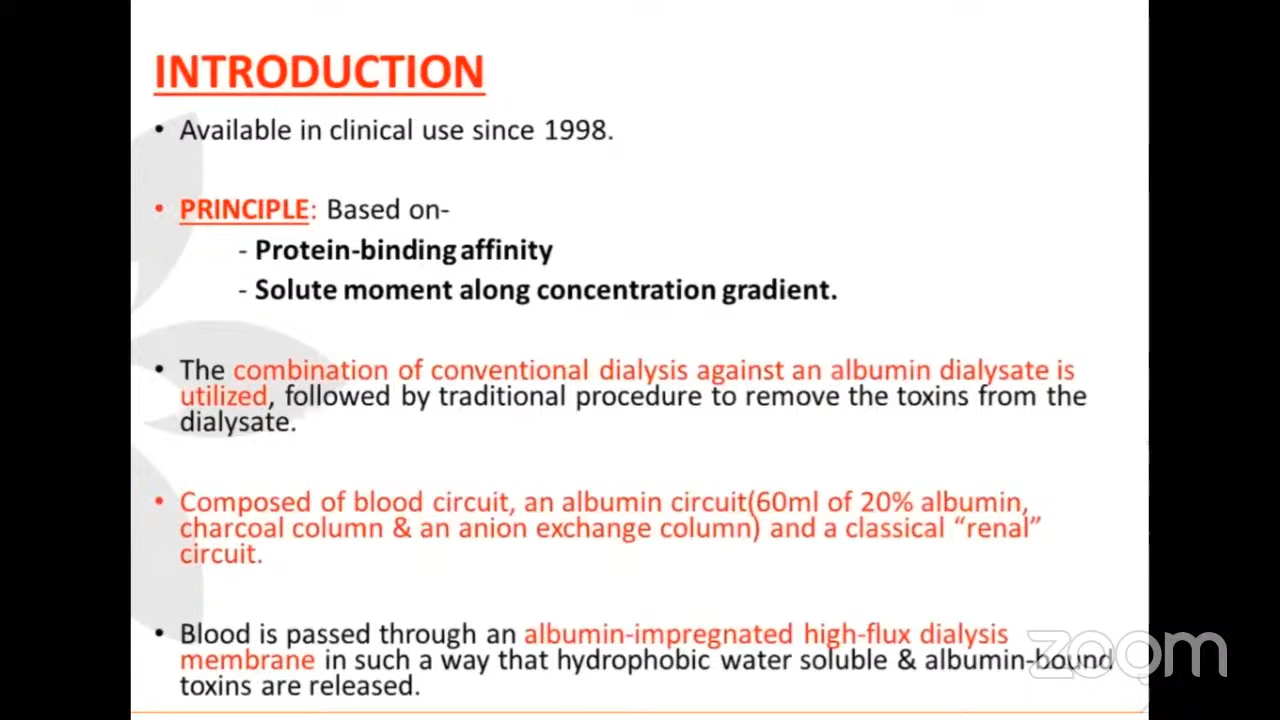 INTRODUCTION
• Available in clinical use since 1998.
• PRINCIPLE: Based on-
- Protein-binding affinity
- Solute moment along concentration gradient.
• The combination of conventional dialysis against an albumin dialysate is
utilized, followed by traditional procedure to remove the toxins from the
dialysate.
• Composed of blood circuit, an albumin circuit(60ml of 20% albumin,
charcoal column & an anion exchange column) and a classical “renal”
circuit.
• Blood is passed through an albumin-impregnated high-flux dialysis
membrane in such a way that hydrophobic water soluble & albumin-bound
toxins are released.
zoom